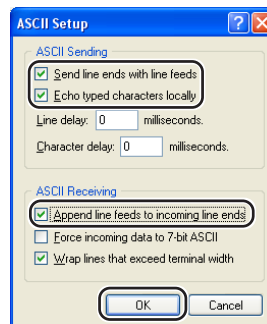 ASCII Setup
ASCII Sending
Send line ends with line feeds
Echo typed characters locally
Line delay: 0 milliseconds.
Character delay: 0 milliseconds.
ASCII Receiving
Append line feeds to incoming line ends
Force incoming data to 7-bit ASCII
Wrap lines that exceed terminal width
OK Cancel